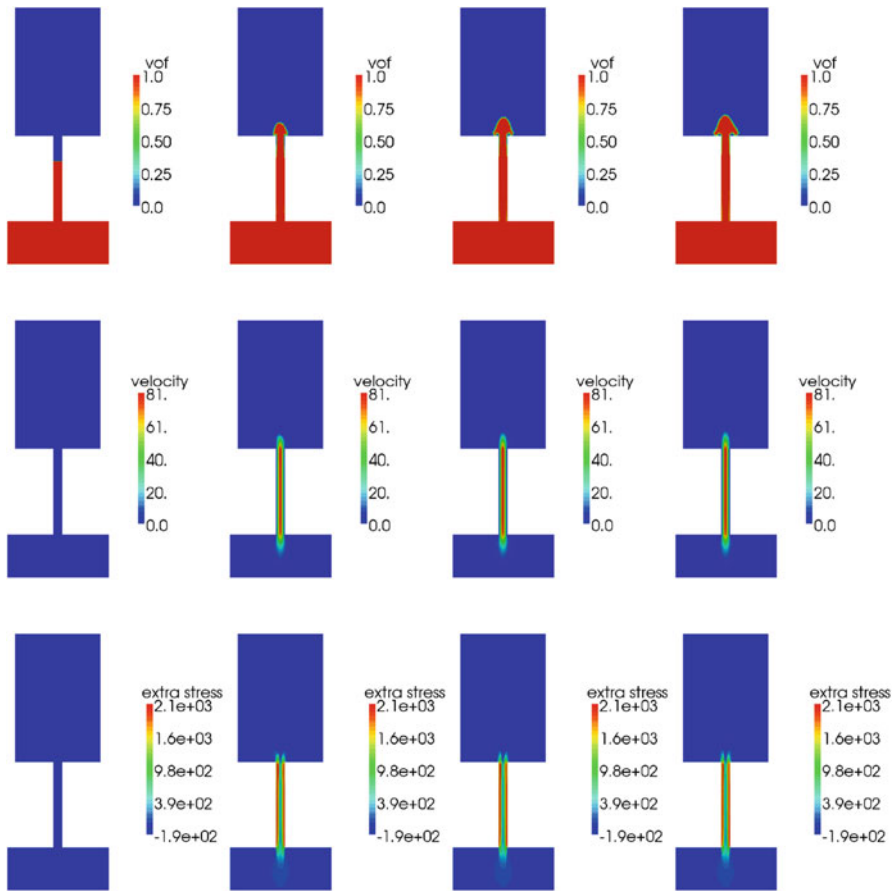 vof
1.0
0.75
0.50
0.25
0.0
vof
1.0
0.75
0.50
0.25
0.0
vof
1.0
0.75
0.50
0.25
0.0
vof
1.0
0.75
0.50
0.25
0.0
velocity
81.
61.
40.
20.
0.0
velocity
81.
61.
40.
20.
0.0
velocity
81.
61.
40.
20.
0.0
velocity
81.
61.
40.
20.
0.0
extra stress
2.1e+03
1.6e+03
9.8e+02
3.9e+02
-1.9e+02
extra stress
2.1e+03
1.6e+03
9.8e+02
3.9e+02
-1.9e+02
extra stress
2.1e+03
1.6e+03
9.8e+02
3.9e+02
-1.9e+02
extra stress
2.1e+03
1.6e+03
9.8e+02
3.9e+02
-1.9e+02